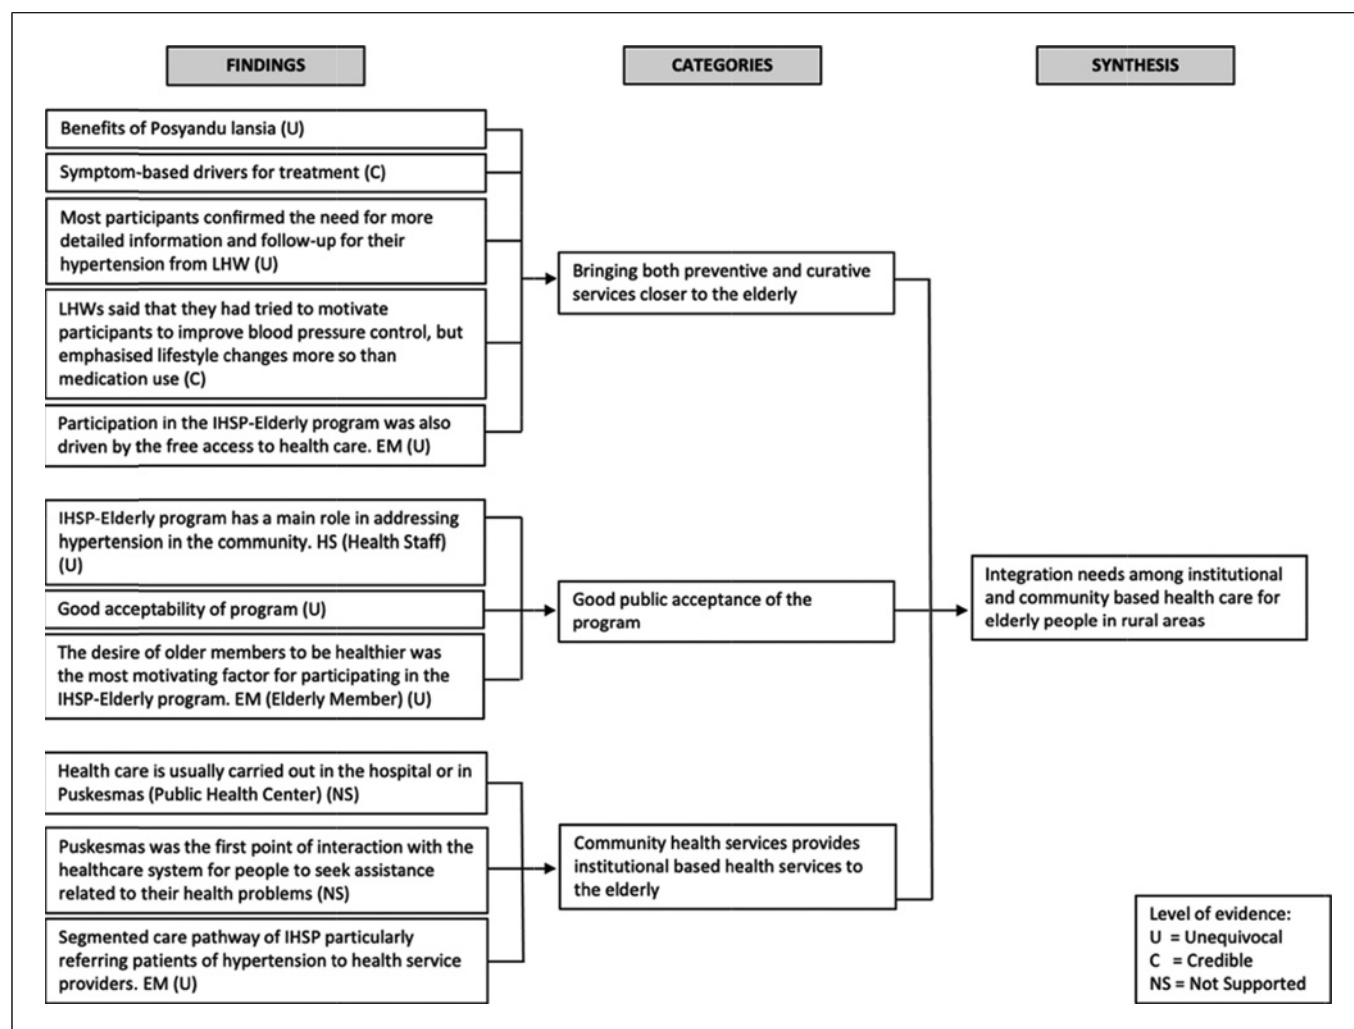 FINDINGS
CATEGORIES
SYNTHESIS
Benefits of Posyandu lansia (U)
Symptom-based drivers for treatment (C)
Most participants confirmed the need for more
detailed information and follow-up for their
hypertension from LHW (U)
LHWs said that they had tried to motivate
participants to improve blood pressure control, but
emphasised lifestyle changes more so than
medication use (C)
Participation in the IHSP-Elderly program was also
driven by the free access to health care. EM (U)
Bringing both preventive and curative
services closer to the elderly
IHSP-Elderly program has a main role in addressing
hypertension in the community. HS (Health Staff)
(U)
Good acceptability of program (U)
The desire of older members to be healthier was
the most motivating factor for participating in the
IHSP-Elderly program. EM (Elderly Member) (U)
Good public acceptance of the
program
Integration needs among institutional
and community based health care for
elderly people in rural areas
Health care is usually carried out in the hospital or in
Puskesmas (Public Health Center) (NS)
Puskesmas was the first point of interaction with the
healthcare system for people to seek assistance
related to their health problems (NS)
Segmented care pathway of IHSP particularly
referring patients of hypertension to health service
providers. EM (U)
Community health services provides
institutional based health services to
the elderly
Level of evidence:
U = Unequivocal
C = Credible
NS = Not Supported